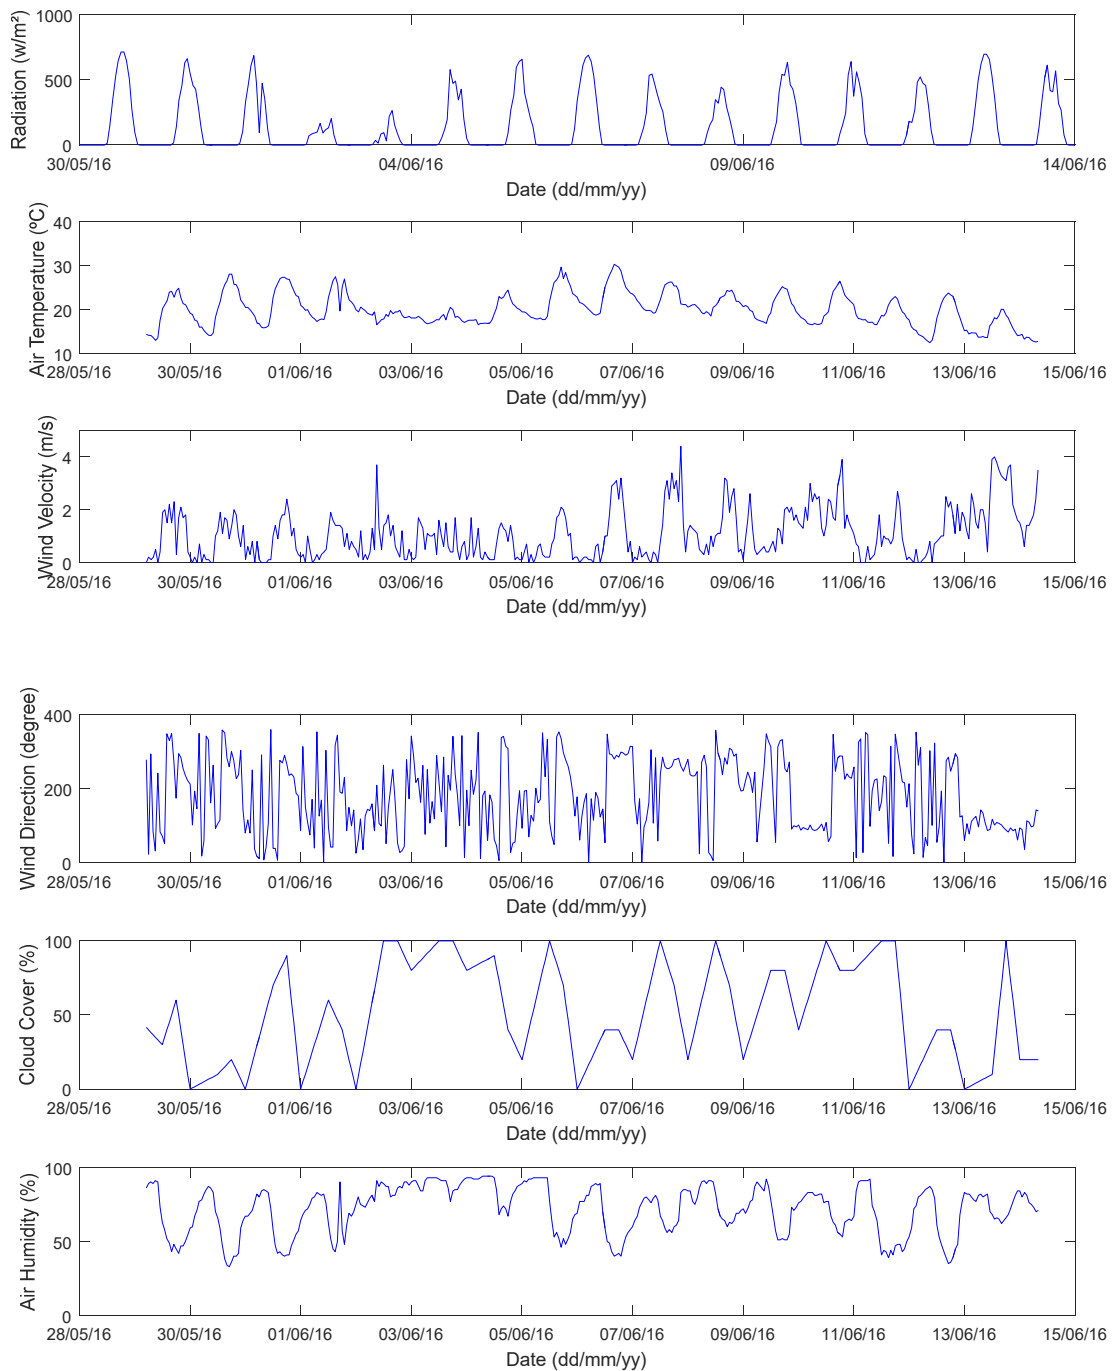 Radiation (w/m²)
1000
500
0
30/05/16 04/06/16 09/06/16 14/06/16
Date (dd/mm/yy)
Air Temperature (ºC)
40
30
20
10
28/05/16 30/05/16 01/06/16 03/06/16 05/06/16 07/06/16 09/06/16 11/06/16 13/06/16 15/06/16
Date (dd/mm/yy)
Wind Velocity (m/s)
4
2
0
28/05/16 30/05/16 01/06/16 03/06/16 05/06/16 07/06/16 09/06/16 11/06/16 13/06/16 15/06/16
Date (dd/mm/yy)
Wind Direction (degree)
400
200
0
28/05/16 30/05/16 01/06/16 03/06/16 05/06/16 07/06/16 09/06/16 11/06/16 13/06/16 15/06/16
Date (dd/mm/yy)
Cloud Cover (%)
100
50
0
28/05/16 30/05/16 01/06/16 03/06/16 05/06/16 07/06/16 09/06/16 11/06/16 13/06/16 15/06/16
Date (dd/mm/yy)
Air Humidity (%)
100
50
0
28/05/16 30/05/16 01/06/16 03/06/16 05/06/16 07/06/16 09/06/16 11/06/16 13/06/16 15/06/16
Date (dd/mm/yy)